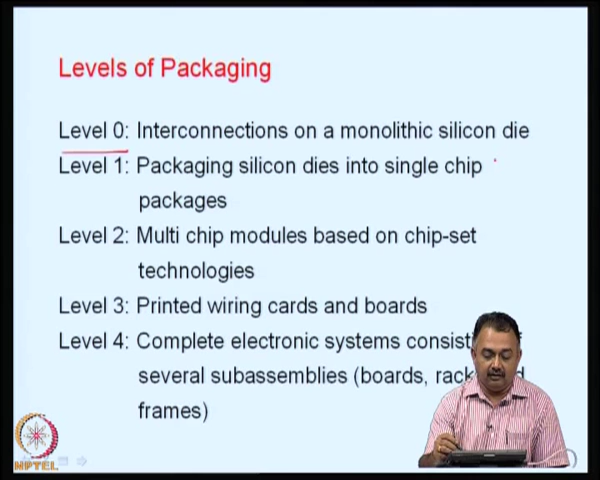 Levels of Packaging
Level 0: Interconnections on a monolithic silicon die
Level 1: Packaging silicon dies into single chip
packages
Level 2: Multi chip modules based on chip-set
technologies
Level 3: Printed wiring cards and boards
Level 4: Complete electronic systems
several subassemblies (boards,
frames)
NPTEL